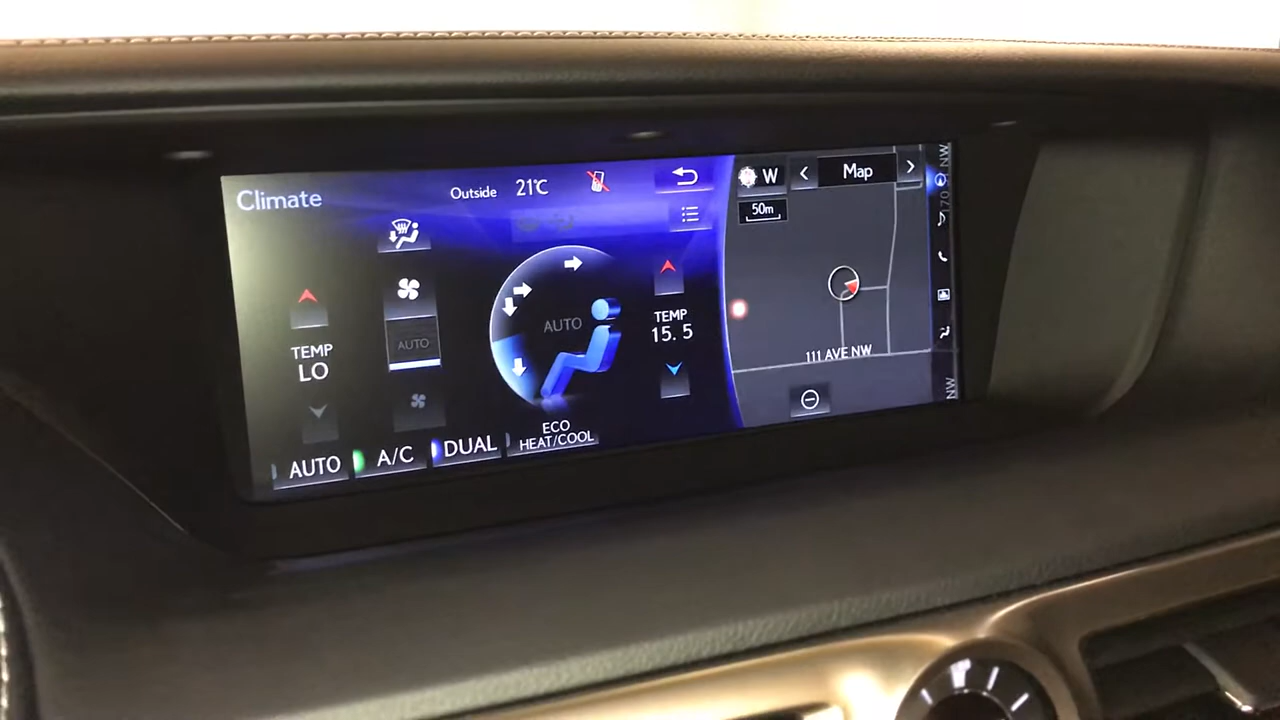 Climate
Outside 21°C
W
Map
50m
TEMP
LO
AUTO
AUTO
TEMP
15.5
111 AVE NW
AUTO
A/C
DUAL
ECO
HEAT/COOL
NW
NW